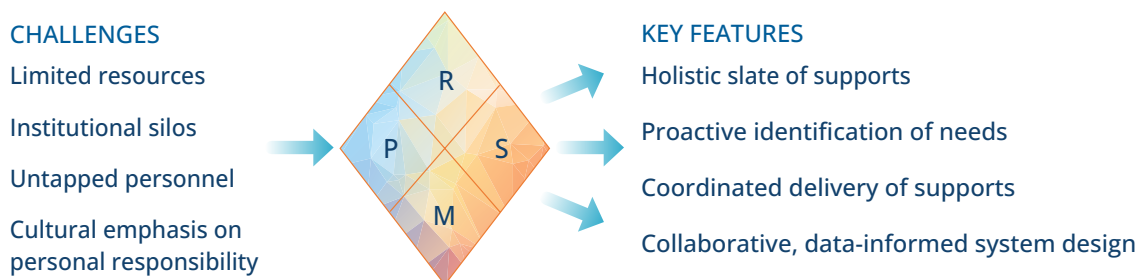 CHALLENGES
Limited resources
Institutional silos
Untapped personnel
Cultural emphasis on
personal responsibility
R
P
S
M
KEY FEATURES
Holistic slate of supports
Proactive identification of needs
Coordinated delivery of supports
Collaborative, data-informed system design